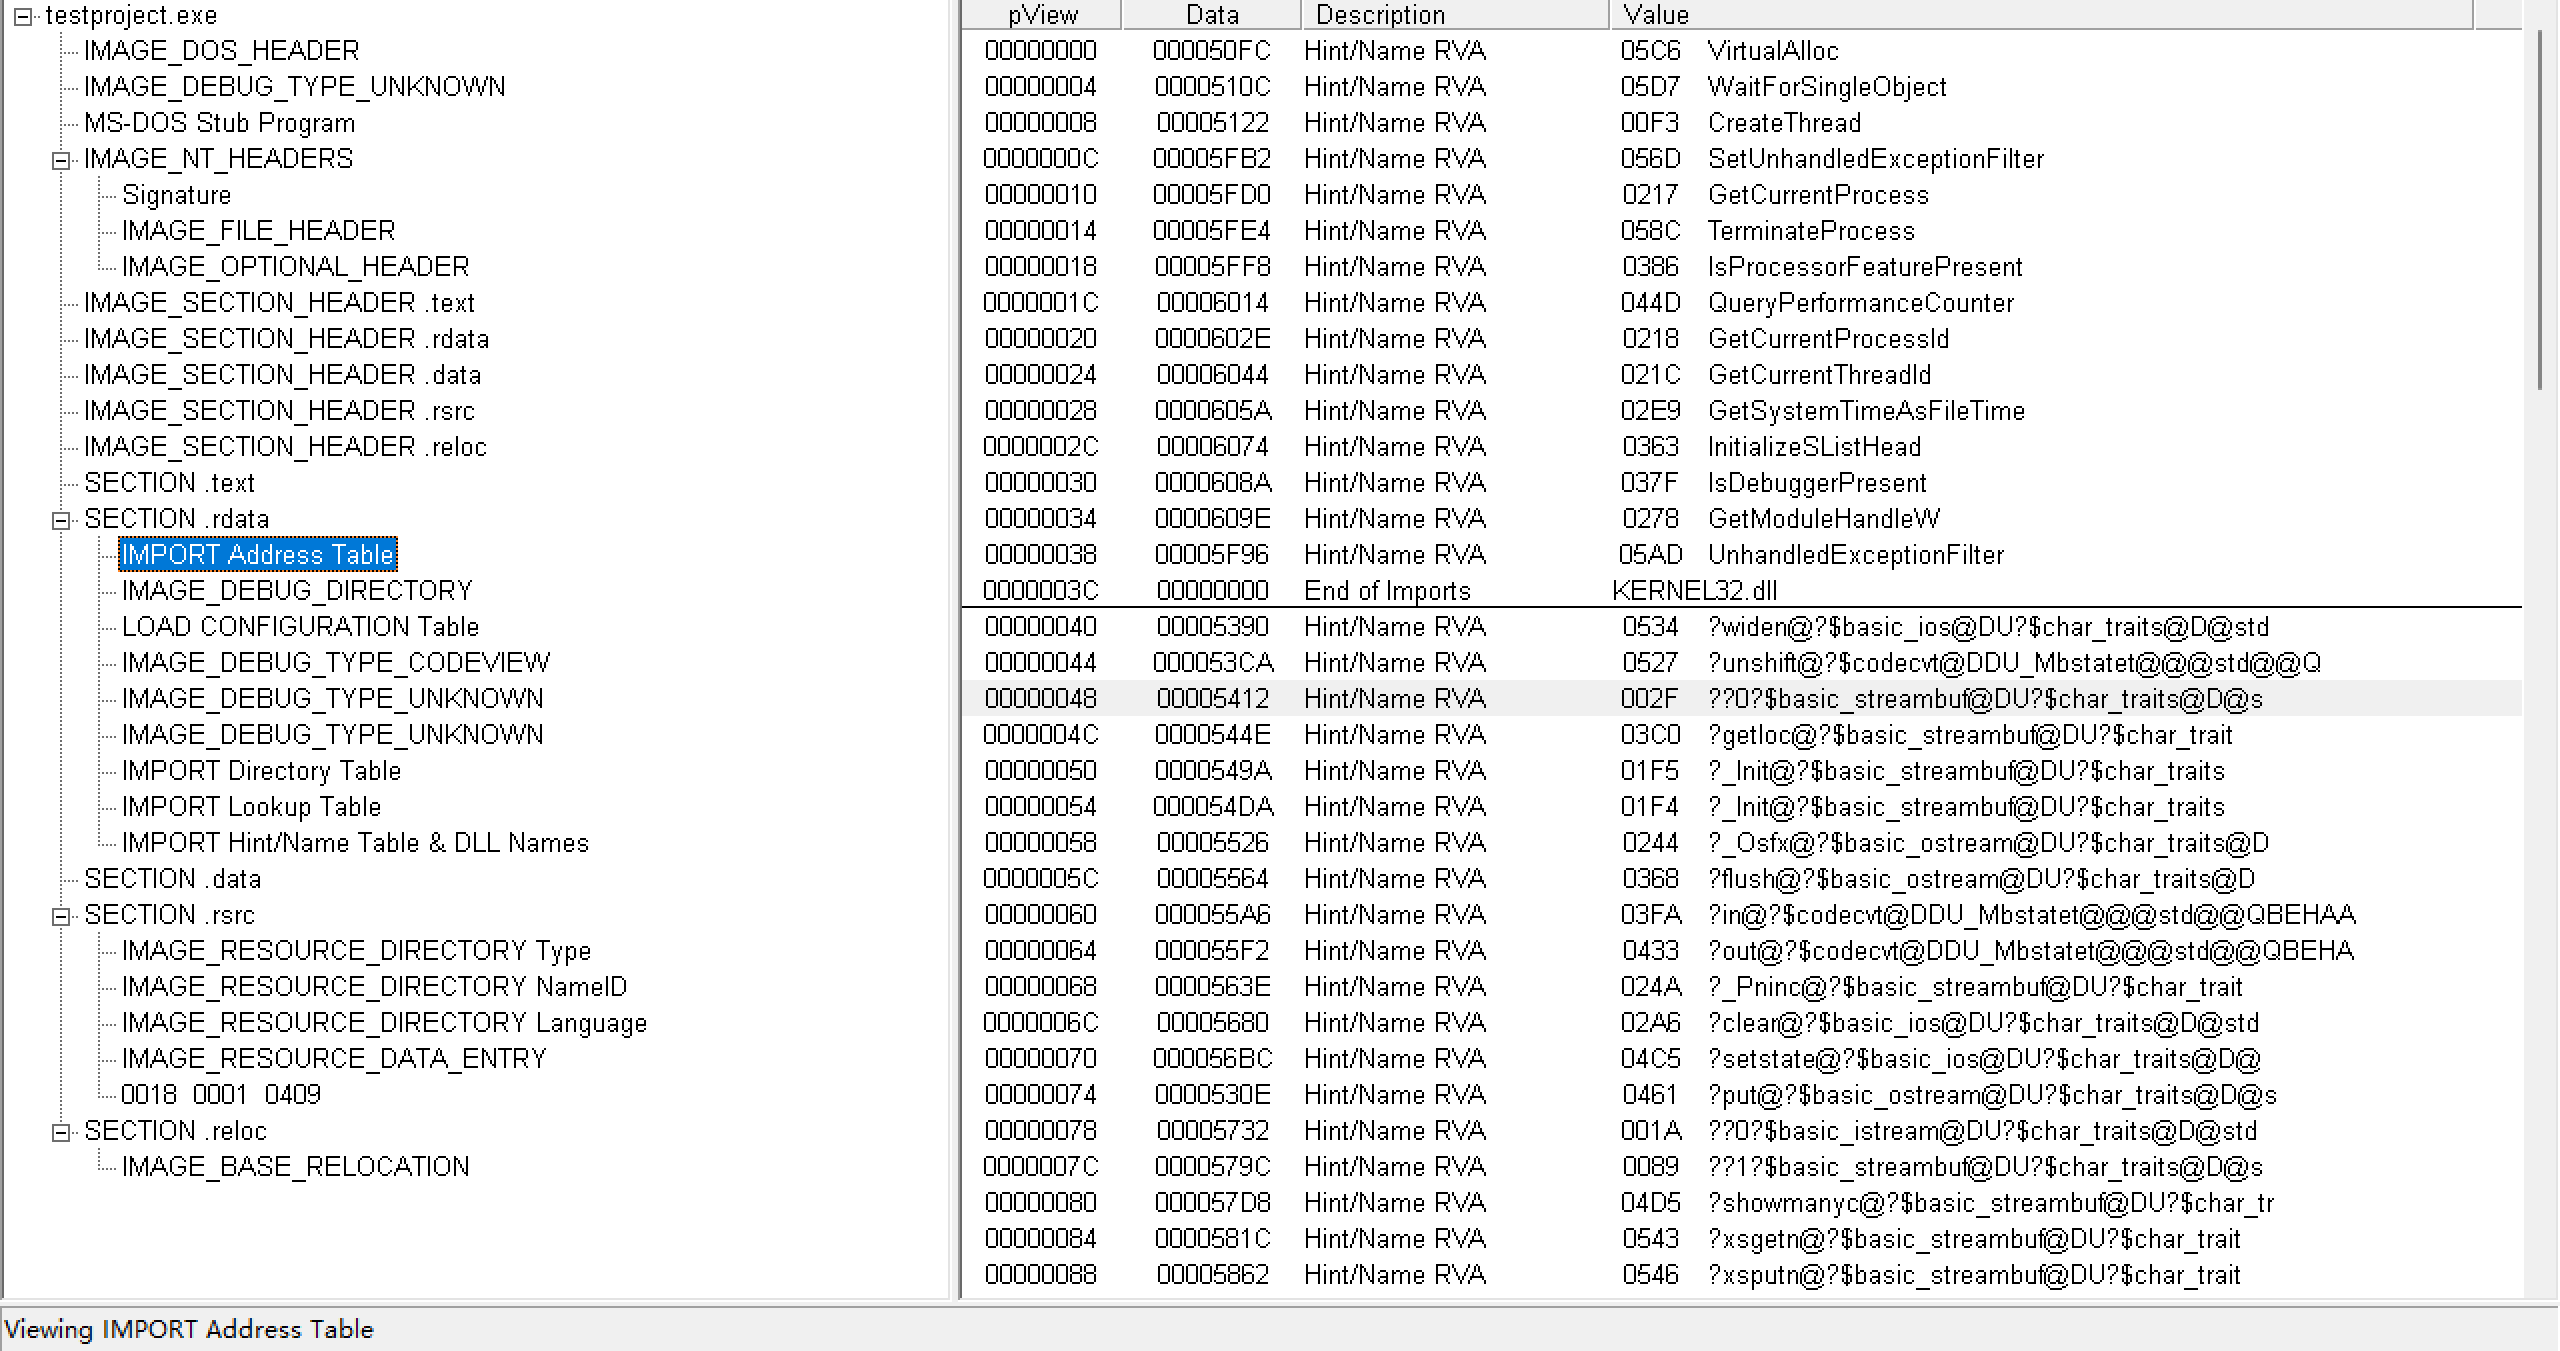 testproject.exe
IMAGE_DOS_HEADER
IMAGE_DEBUG_TYPE_UNKNOWN
MS-DOS Stub Program
IMAGE_NT_HEADERS
Signature
IMAGE_FILE_HEADER
IMAGE_OPTIONAL_HEADER
IMAGE_SECTION_HEADER .text
IMAGE_SECTION_HEADER .rdata
IMAGE_SECTION_HEADER .data
IMAGE_SECTION_HEADER .rsrc
IMAGE_SECTION_HEADER .reloc
SECTION .text
SECTION .rdata
IMPORT Address Table
IMAGE_DEBUG_DIRECTORY
LOAD CONFIGURATION Table
IMAGE_DEBUG_TYPE_CODEVIEW
IMAGE_DEBUG_TYPE_UNKNOWN
IMAGE_DEBUG_TYPE_UNKNOWN
IMPORT Directory Table
IMPORT Lookup Table
IMPORT Hint/Name Table & DLL Names
SECTION .data
SECTION .rsrc
IMAGE_RESOURCE_DIRECTORY Type
IMAGE_RESOURCE_DIRECTORY NameID
IMAGE_RESOURCE_DIRECTORY Language
IMAGE_RESOURCE_DATA_ENTRY
0018 0001 0409
SECTION .reloc
IMAGE_BASE_RELOCATION
pView Data Description Value
00000000 000050FC Hint/Name RVA 05C6 VirtualAlloc
00000004 0000510C Hint/Name RVA 05D7 WaitForSingleObject
00000008 00005122 Hint/Name RVA 00F3 CreateThread
0000000C 00005FB2 Hint/Name RVA 056D SetUnhandledExceptionFilter
00000010 00005FD0 Hint/Name RVA 0217 GetCurrentProcess
00000014 00005FE4 Hint/Name RVA 058C TerminateProcess
00000018 00005FF8 Hint/Name RVA 0386 IsProcessorFeaturePresent
0000001C 00006014 Hint/Name RVA 044D QueryPerformanceCounter
00000020 0000602E Hint/Name RVA 0218 GetCurrentProcessId
00000024 00006044 Hint/Name RVA 021C GetCurrentThreadId
00000028 0000605A Hint/Name RVA 02E9 GetSystemTimeAsFileTime
0000002C 00006074 Hint/Name RVA 0363 InitializeSListHead
00000030 0000608A Hint/Name RVA 037F IsDebuggerPresent
00000034 0000609E Hint/Name RVA 0278 GetModuleHandleW
00000038 00005F96 Hint/Name RVA 05AD UnhandledExceptionFilter
0000003C 00000000 End of Imports KERNEL32.dll
00000040 00005390 Hint/Name RVA 0534 ?widen@?$basic_ios@DU?$char_traits@D@std
00000044 000053CA Hint/Name RVA 0527 ?unshift@?$codecvt@DDU_Mbstatet@@@std@@Q
00000048 00005412 Hint/Name RVA 002F ??0?$basic_streambuf@DU?$char_traits@D@s
0000004C 0000544E Hint/Name RVA 03C0 ?getloc@?$basic_streambuf@DU?$char_trait
00000050 0000549A Hint/Name RVA 01F5 ?_Init@?$basic_streambuf@DU?$char_traits
00000054 000054DA Hint/Name RVA 01F4 ?_Init@?$basic_streambuf@DU?$char_traits
00000058 00005526 Hint/Name RVA 0244 ?_Osfx@?$basic_ostream@DU?$char_traits@D
0000005C 00005564 Hint/Name RVA 0368 ?flush@?$basic_ostream@DU?$char_traits@D
00000060 000055A6 Hint/Name RVA 03FA ?in@?$codecvt@DDU_Mbstatet@@@std@@QBEHAA
00000064 000055F2 Hint/Name RVA 0433 ?out@?$codecvt@DDU_Mbstatet@@@std@@QBEHA
00000068 0000563E Hint/Name RVA 024A ?_Pninc@?$basic_streambuf@DU?$char_trait
0000006C 00005680 Hint/Name RVA 02A6 ?clear@?$basic_ios@DU?$char_traits@D@std
00000070 000056BC Hint/Name RVA 04C5 ?setstate@?$basic_ios@DU?$char_traits@D@
00000074 0000530E Hint/Name RVA 0461 ?put@?$basic_ostream@DU?$char_traits@D@s
00000078 00005732 Hint/Name RVA 001A ??0?$basic_istream@DU?$char_traits@D@std
0000007C 0000579C Hint/Name RVA 0089 ??1?$basic_streambuf@DU?$char_traits@D@s
00000080 000057D8 Hint/Name RVA 04D5 ?showmanyc@?$basic_streambuf@DU?$char_tr
00000084 0000581C Hint/Name RVA 0543 ?xsgetn@?$basic_streambuf@DU?$char_trait
00000088 00005862 Hint/Name RVA 0546 ?xsputn@?$basic_streambuf@DU?$char_trait
Viewing IMPORT Address Table